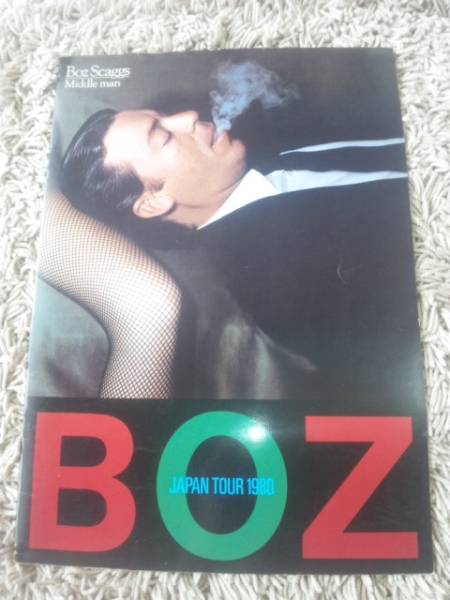 Boz Scaggs
Middle man
BOZ
JAPAN TOUR 1980